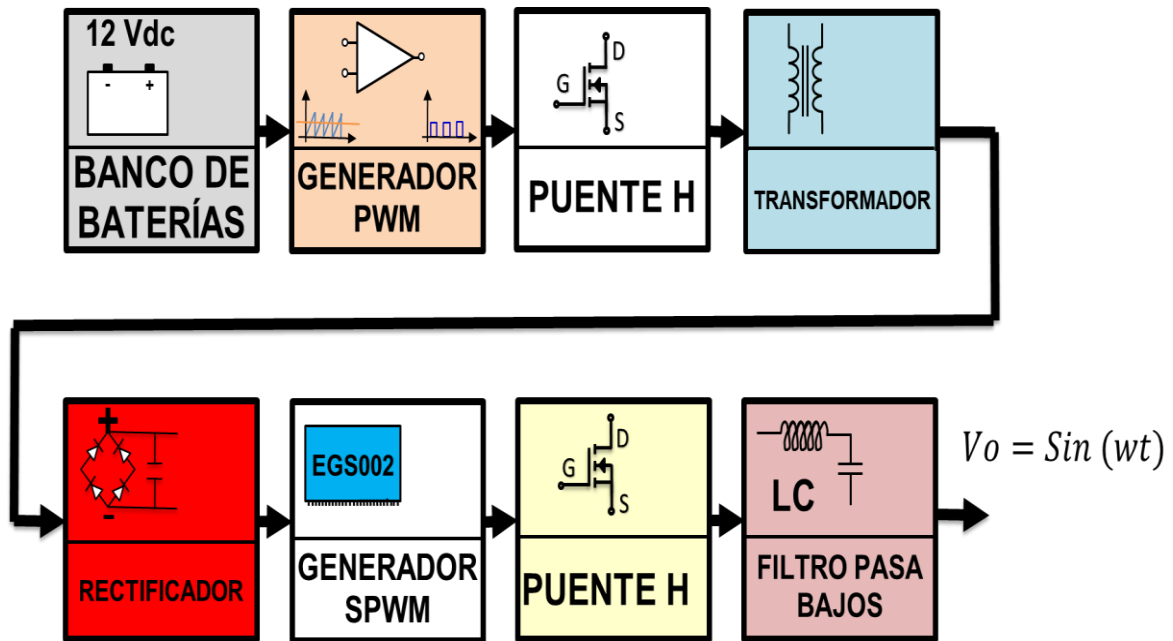 12 Vdc
- +
BANCO DE
BATERÍAS
GENERADOR
PWM
D
G
S
PUENTE H
TRANSFORMADOR
+
-
RECTIFICADOR
EGS002
GENERADOR
SPWM
D
G
S
PUENTE H
LC
FILTRO PASA
BAJOS
Vo = Sin (wt)